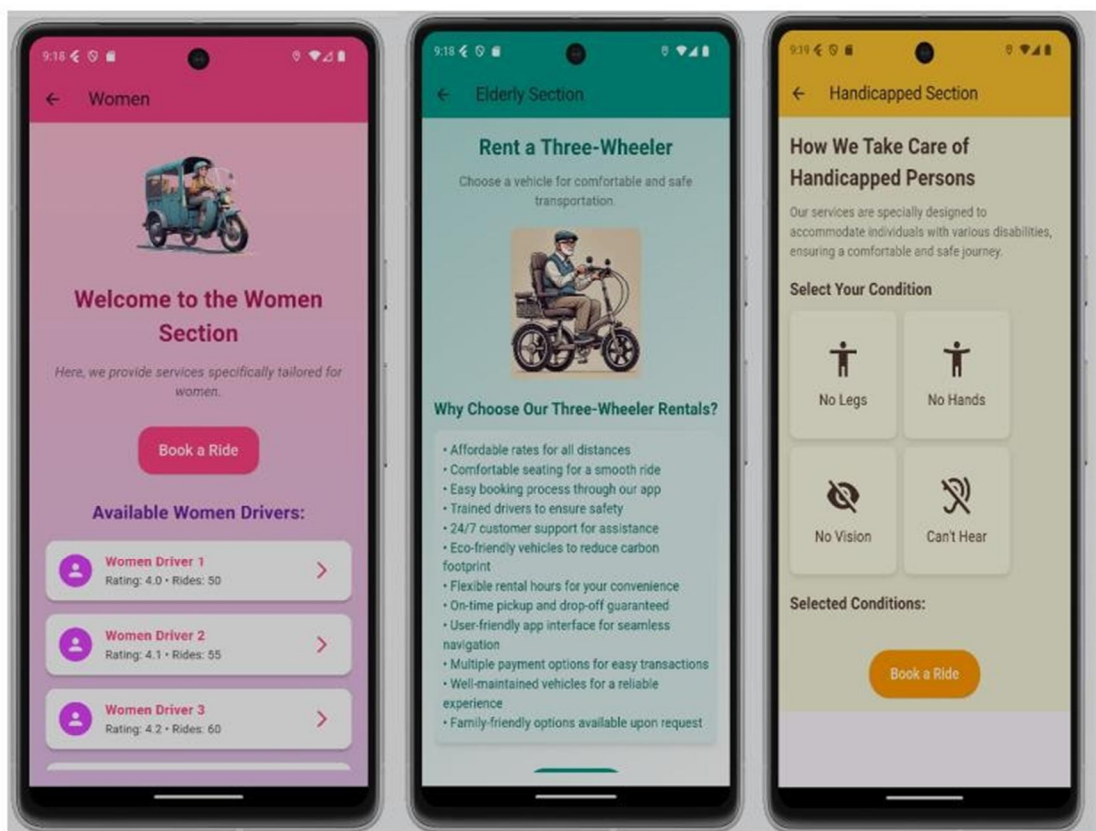 9:18
Women
Welcome to the Women
Section
Here, we provide services specifically tailored for
women.
Book a Ride
Available Women Drivers:
Women Driver 1
Rating: 4.0 • Rides: 50
Women Driver 2
Rating: 4.1 • Rides: 55
Women Driver 3
Rating: 4.2 • Rides: 60
9:18
Elderly Section
Rent a Three-Wheeler
Choose a vehicle for comfortable and safe
transportation.
Why Choose Our Three-Wheeler Rentals?
• Affordable rates for all distances
• Comfortable seating for a smooth ride
• Easy booking process through our app
• Trained drivers to ensure safety
• 24/7 customer support for assistance
• Eco-friendly vehicles to reduce carbon
footprint
• Flexible rental hours for your convenience
• On-time pickup and drop-off guaranteed
• User-friendly app interface for seamless
navigation
• Multiple payment options for easy transactions
• Well-maintained vehicles for a reliable
experience
• Family-friendly options available upon request
9:19
Handicapped Section
How We Take Care of
Handicapped Persons
Our services are specially designed to
accommodate individuals with various disabilities,
ensuring a comfortable and safe journey.
Select Your Condition
No Legs
No Hands
No Vision
Can't Hear
Selected Conditions:
Book a Ride